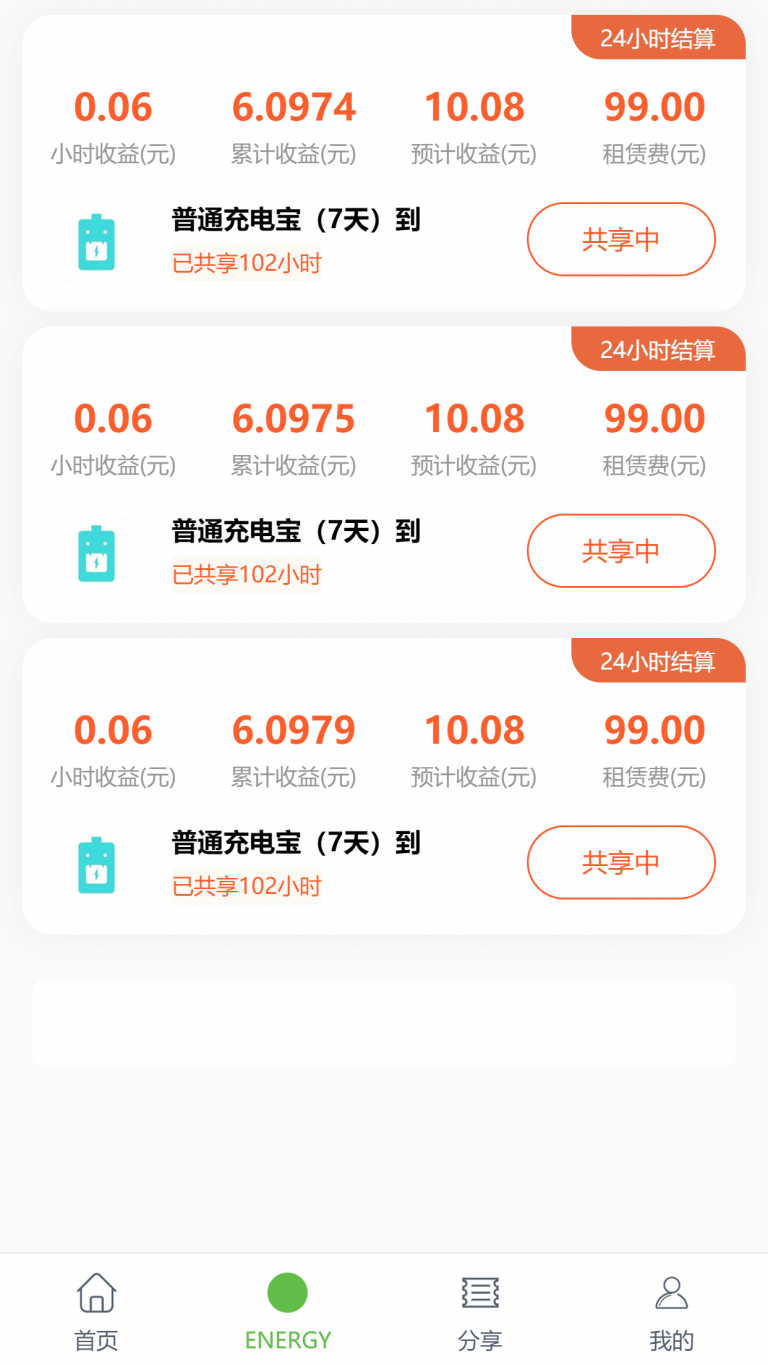 24小时结算
0.06 6.0974 10.08 99.00
小时收益(元) 累计收益(元) 预计收益(元) 租赁费(元)
普通充电宝（7天）到
已共享102小时
共享中
24小时结算
0.06 6.0975 10.08 99.00
小时收益(元) 累计收益(元) 预计收益(元) 租赁费(元)
普通充电宝（7天）到
已共享102小时
共享中
24小时结算
0.06 6.0979 10.08 99.00
小时收益(元) 累计收益(元) 预计收益(元) 租赁费(元)
普通充电宝（7天）到
已共享102小时
共享中
首页 ENERGY 分享 我的